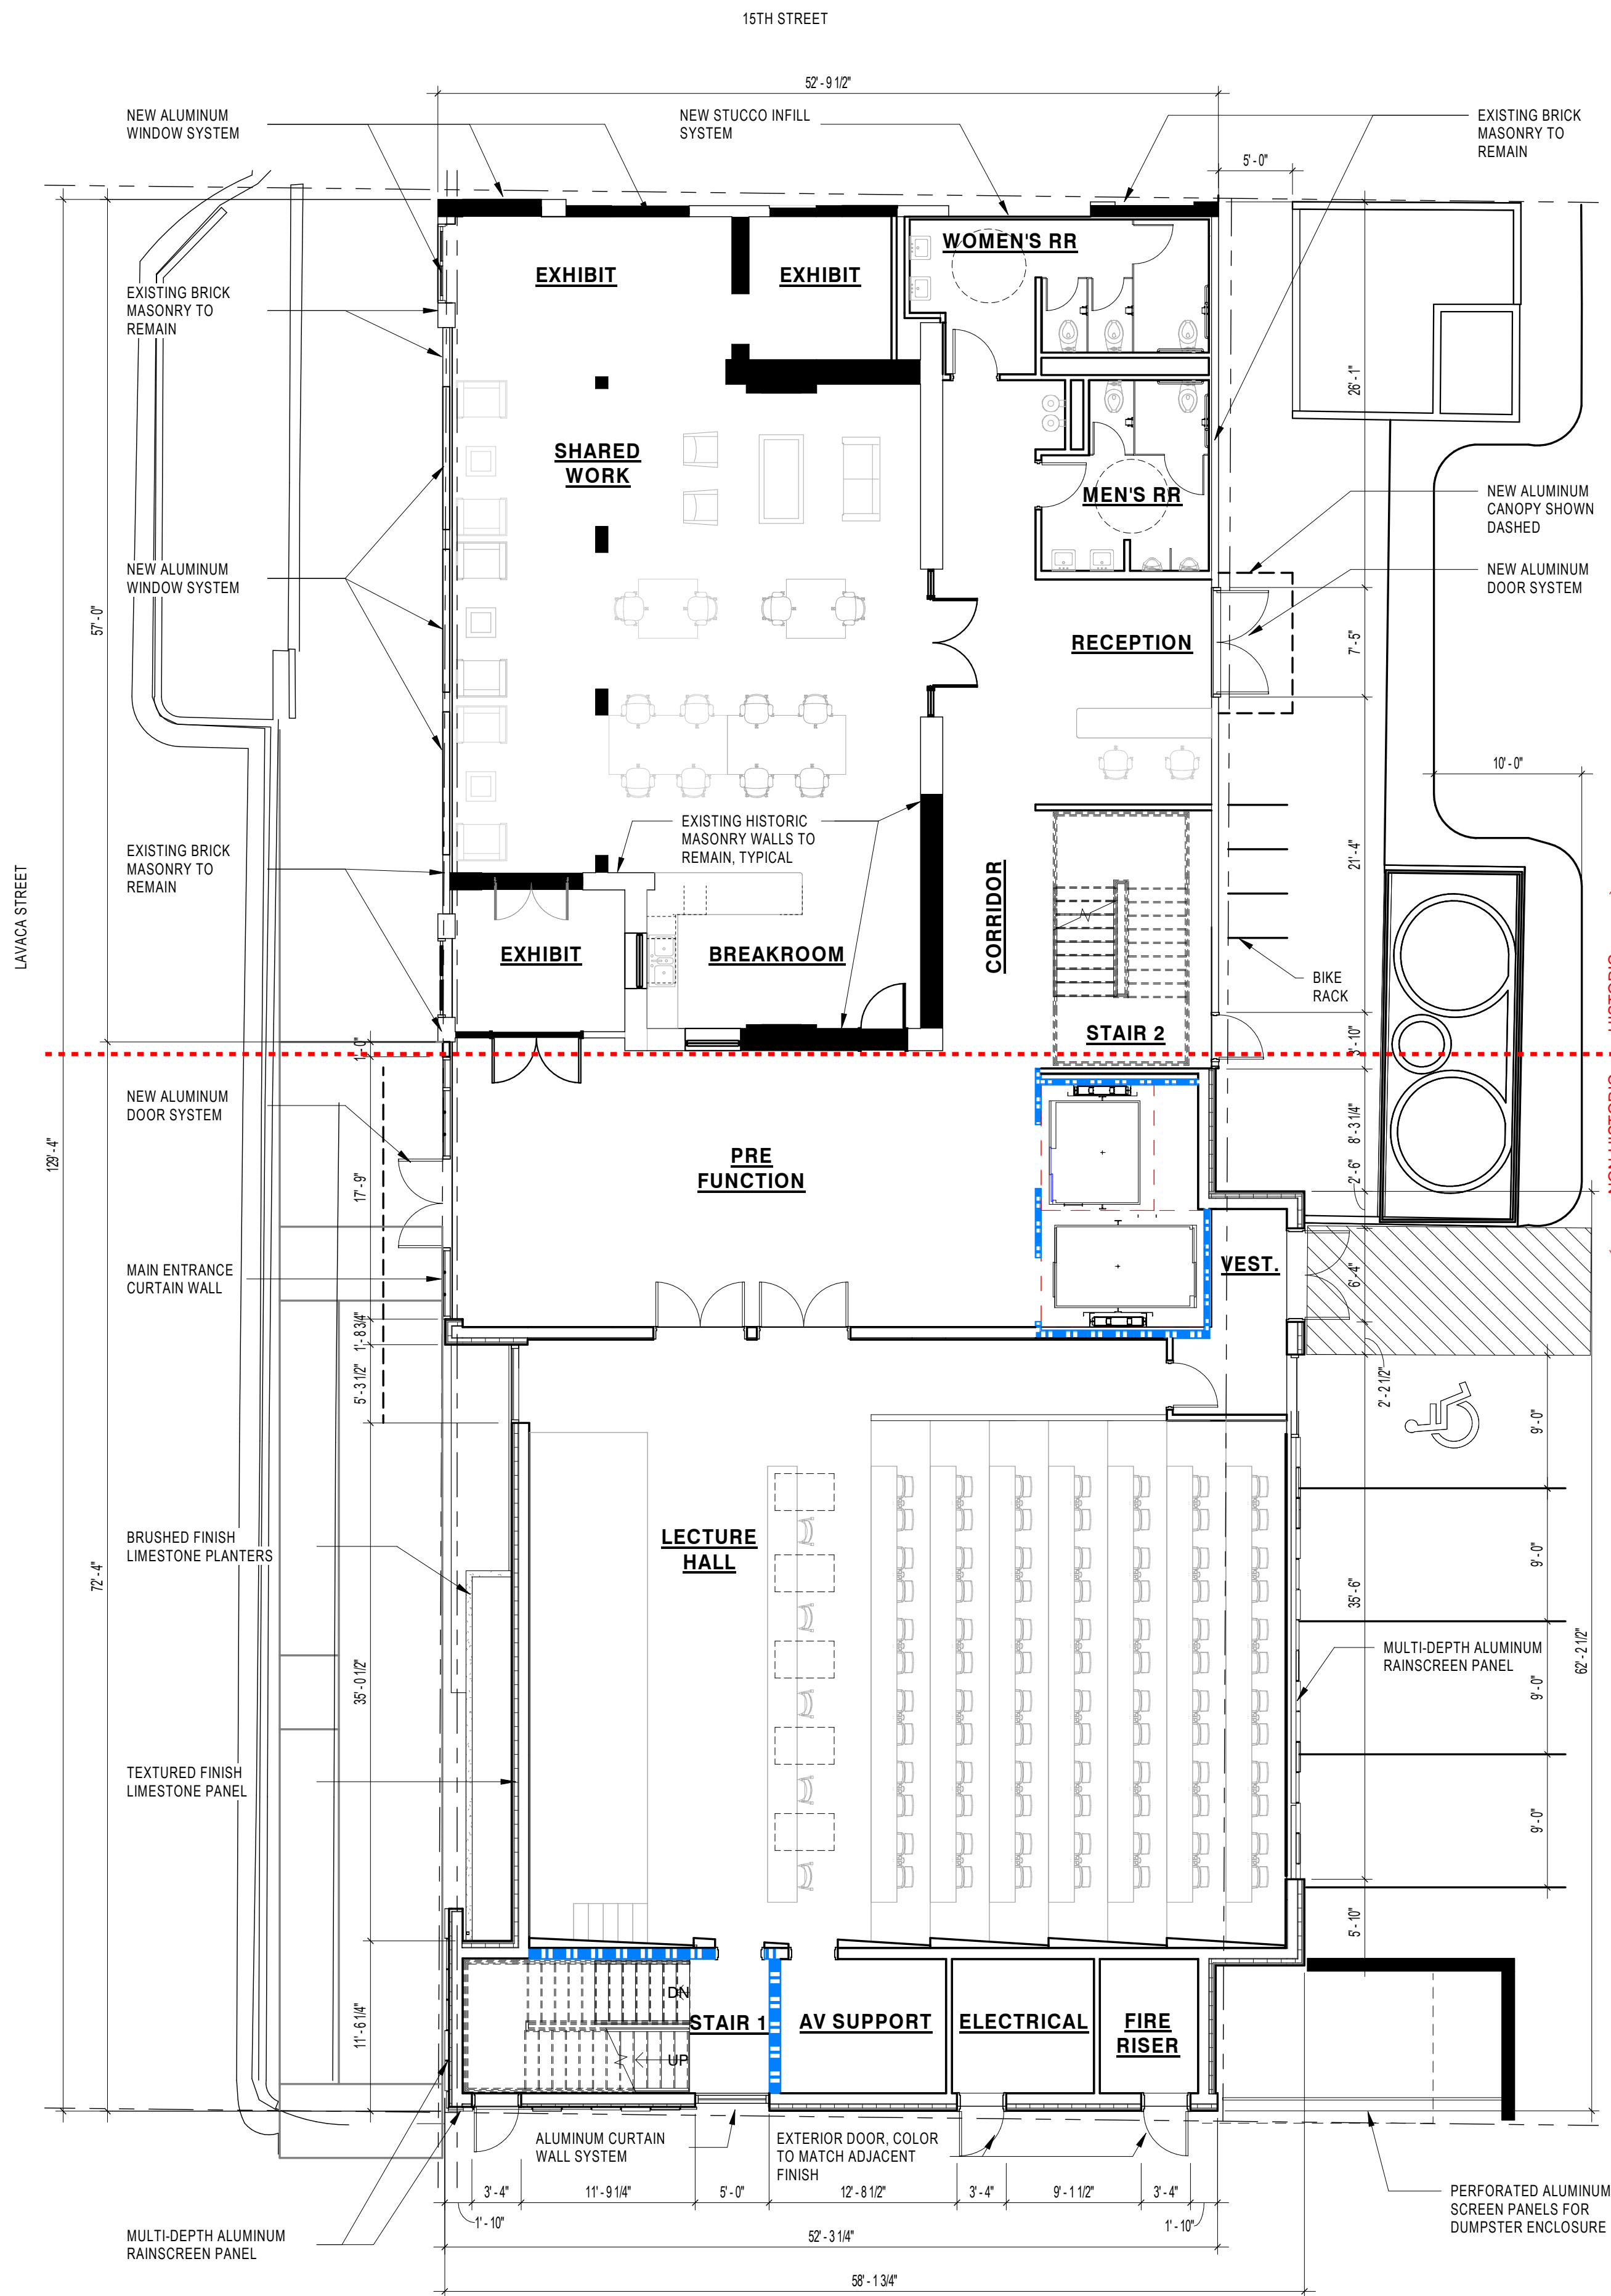 15TH STREET
52' - 9 1/2"
NEW ALUMINUM
WINDOW SYSTEM
NEW STUCCO INFILL
SYSTEM
EXISTING BRICK
MASONRY TO
REMAIN
5' - 0"
WOMEN'S RR
EXHIBIT
EXHIBIT
EXISTING BRICK
MASONRY TO
REMAIN
26' - 1"
SHARED
WORK
MEN'S RR
NEW ALUMINUM
CANOPY SHOWN
DASHED
NEW ALUMINUM
WINDOW SYSTEM
NEW ALUMINUM
DOOR SYSTEM
57' - 0"
RECEPTION
7' - 5"
10' - 0"
EXISTING HISTORIC
MASONRY WALLS TO
REMAIN, TYPICAL
EXISTING BRICK
MASONRY TO
REMAIN
21' - 4"
LAVACA STREET
CORRIDOR
EXHIBIT
BREAKROOM
BIKE
RACK
STAIR 2
1' - 0"
3' - 10"
NEW ALUMINUM
DOOR SYSTEM
129' - 4"
8' - 3 1/4"
PRE
FUNCTION
17' - 9"
2' - 6"
MAIN ENTRANCE
CURTAIN WALL
VEST.
6' - 4"
1' - 8 3/4"
5' - 3 1/2"
2' - 2 1/2"
9' - 0"
BRUSHED FINISH
LIMESTONE PLANTERS
LECTURE
HALL
9' - 0"
72' - 4"
35' - 6"
MULTI-DEPTH ALUMINUM
RAINSCREEN PANEL
62' - 2 1/2"
35' - 0 1/2"
9' - 0"
TEXTURED FINISH
LIMESTONE PANEL
9' - 0"
5' - 10"
DN
STAIR 1
AV SUPPORT
ELECTRICAL
FIRE
RISER
11' - 6 1/4"
UP
ALUMINUM CURTAIN
WALL SYSTEM
EXTERIOR DOOR, COLOR
TO MATCH ADJACENT
FINISH
3' - 4"
11' - 9 1/4"
5' - 0"
12' - 8 1/2"
3' - 4"
9' - 1 1/2"
3' - 4"
PERFORATED ALUMINUM
SCREEN PANELS FOR
DUMPSTER ENCLOSURE
1' - 10"
1' - 10"
MULTI-DEPTH ALUMINUM
RAINSCREEN PANEL
52' - 3 1/4"
58' - 1 3/4"